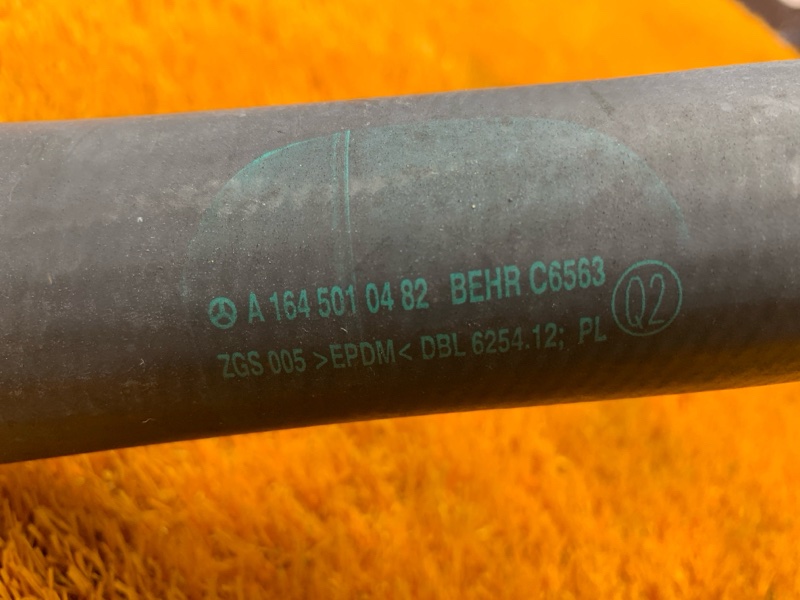 A 164 501 04 82 BEHR C6563 Q2
ZGS 005 >EPDM< DBL 6254.12; PL